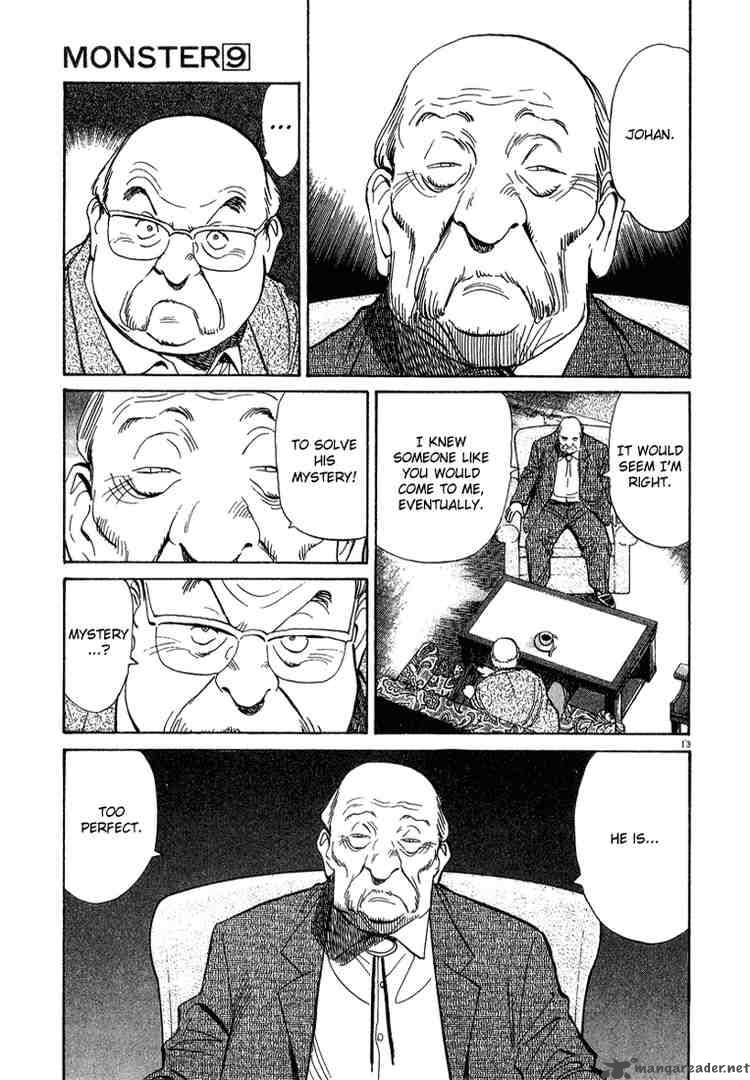 MONSTER 9
JOHAN.
...
IT WOULD
SEEM I'M
RIGHT.
I KNEW
SOMEONE LIKE
YOU WOULD
COME TO ME,
EVENTUALLY.
TO SOLVE
HIS
MYSTERY!
MYSTERY
...?
13
HE IS...
TOO
PERFECT.
mangareader.net